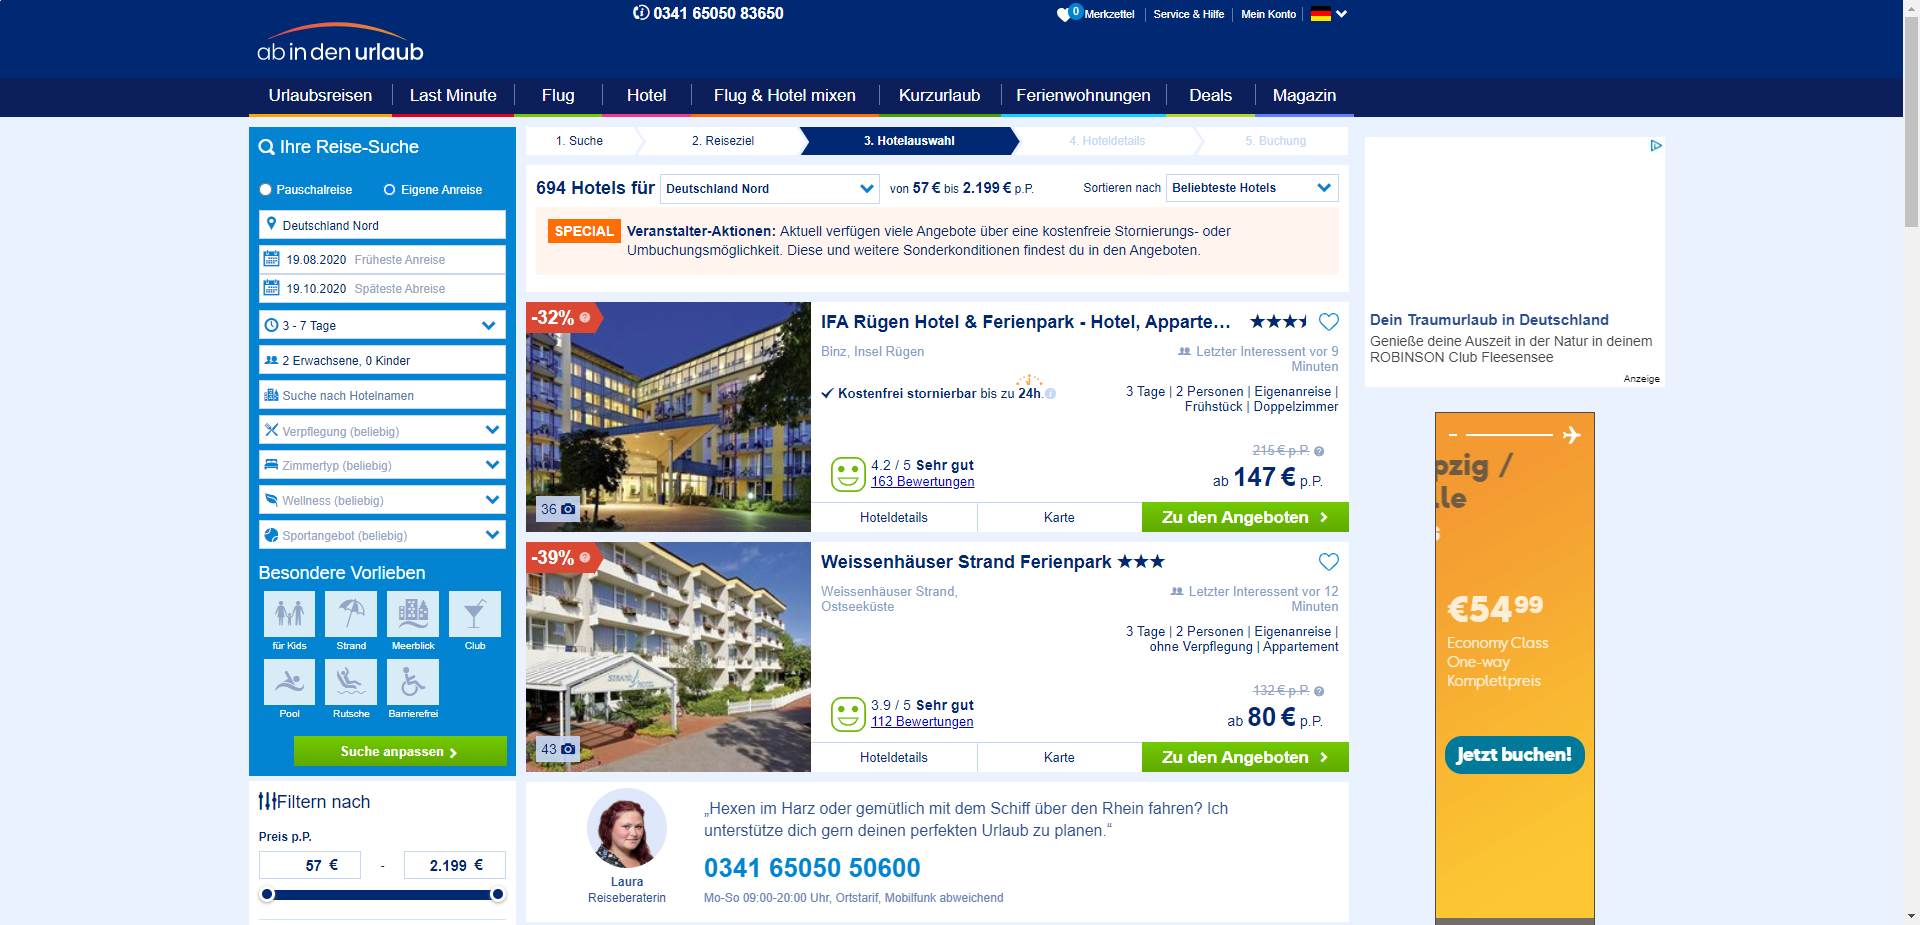 0341 65050 83650
0 Merkzettel
Service & Hilfe
Mein Konto
ab in den urlaub
Urlaubsreisen
Last Minute
Flug
Hotel
Flug & Hotel mixen
Kurzurlaub
Ferienwohnungen
Deals
Magazin
Ihre Reise-Suche
Pauschalreise
Eigene Anreise
Deutschland Nord
19.08.2020 Früheste Anreise
19.10.2020 Späteste Abreise
3 - 7 Tage
2 Erwachsene, 0 Kinder
Suche nach Hotelnamen
Verpflegung (beliebig)
Zimmertyp (beliebig)
Wellness (beliebig)
Sportangebot (beliebig)
Besondere Vorlieben
für Kids
Strand
Meerblick
Club
Pool
Rutsche
Barrierefrei
Suche anpassen
Filtern nach
Preis p.P.
57 €
-
2.199 €
1. Suche
2. Reiseziel
3. Hotelauswahl
4. Hoteldetails
5. Buchung
694 Hotels für
Deutschland Nord
von 57 € bis 2.199 € p.P.
Sortieren nach
Beliebteste Hotels
SPECIAL
Veranstalter-Aktionen: Aktuell verfügen viele Angebote über eine kostenfreie Stornierungs- oder
Umbuchungsmöglichkeit. Diese und weitere Sonderkonditionen findest du in den Angeboten.
-32% ?
36
IFA Rügen Hotel & Ferienpark - Hotel, Apparte...
Binz, Insel Rügen
Letzter Interessent vor 9
Minuten
Kostenfrei stornierbar bis zu 24h. i
3 Tage | 2 Personen | Eigenanreise |
Frühstück | Doppelzimmer
4.2 / 5 Sehr gut
163 Bewertungen
215 € p.P. ?
ab 147 € p.P.
Hoteldetails
Karte
Zu den Angeboten
-39% ?
STRAND
43
Weissenhäuser Strand Ferienpark
Weissenhäuser Strand,
Ostseeküste
Letzter Interessent vor 12
Minuten
3 Tage | 2 Personen | Eigenanreise |
ohne Verpflegung | Appartement
3.9 / 5 Sehr gut
112 Bewertungen
132 € p.P. ?
ab 80 € p.P.
Hoteldetails
Karte
Zu den Angeboten
Laura
Reiseberaterin
„Hexen im Harz oder gemütlich mit dem Schiff über den Rhein fahren? Ich
unterstütze dich gern deinen perfekten Urlaub zu planen.“
0341 65050 50600
Mo-So 09:00-20:00 Uhr, Ortstarif, Mobilfunk abweichend
Dein Traumurlaub in Deutschland
Genieße deine Auszeit in der Natur in deinem
ROBINSON Club Fleesensee
Anzeige
pzig /
lle
€5499
Economy Class
One-way
Komplettpreis
Jetzt buchen!